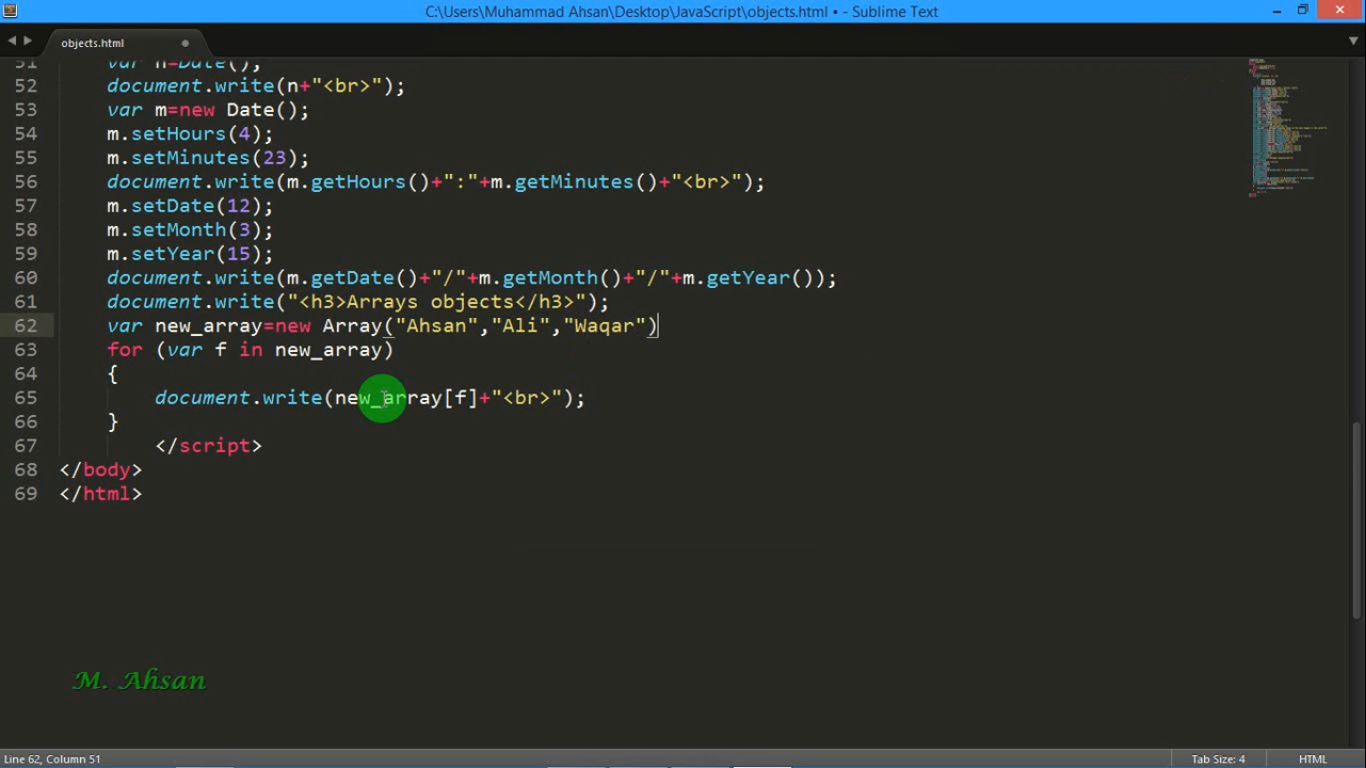 C:\Users\Muhammad Ahsan\Desktop\JavaScript\objects.html • - Sublime Text
objects.html
51 var n=Date();
52 document.write(n+"<br>");
53 var m=new Date();
54 m.setHours(4);
55 m.setMinutes(23);
56 document.write(m.getHours()+":"+m.getMinutes()+"<br>");
57 m.setDate(12);
58 m.setMonth(3);
59 m.setYear(15);
60 document.write(m.getDate()+"/"+m.getMonth()+"/"+m.getYear());
61 document.write("<h3>Arrays objects</h3>");
62 var new_array=new Array("Ahsan","Ali","Waqar")
63 for (var f in new_array)
64 {
65 document.write(new_array[f]+"<br>");
66 }
67 </script>
68 </body>
69 </html>
M. Ahsan
Line 62, Column 51 Tab Size: 4 HTML